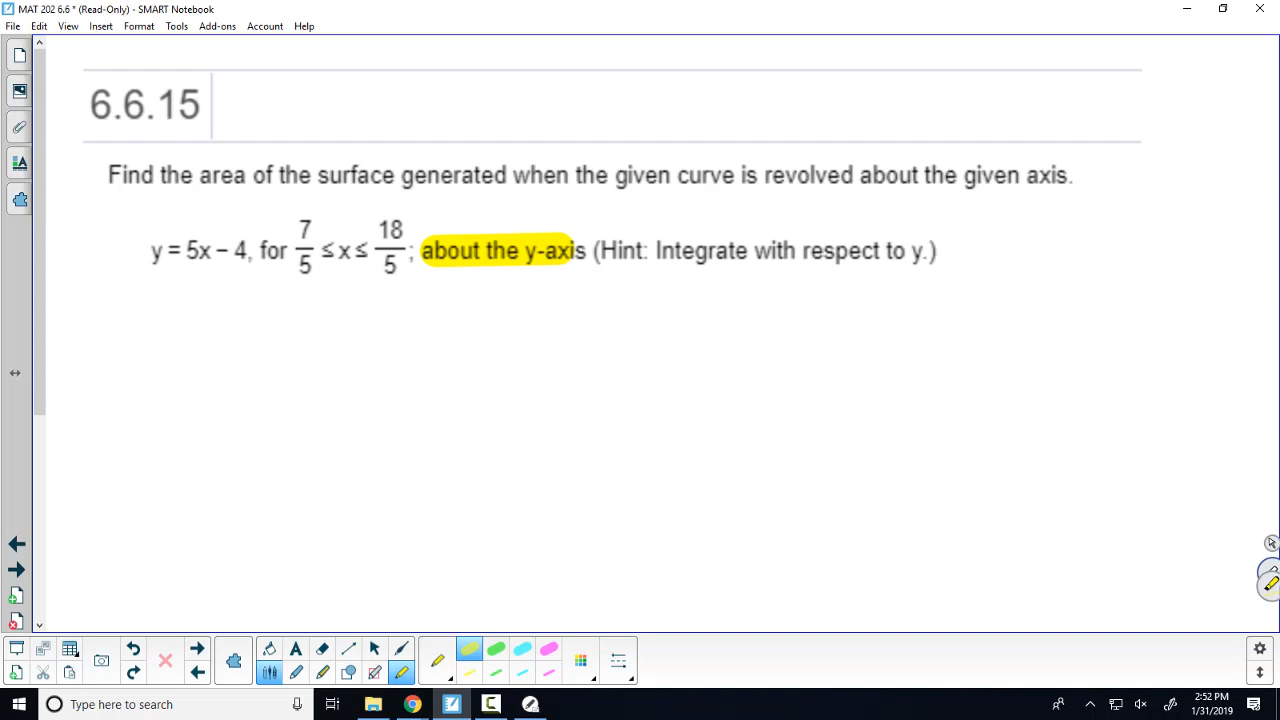 MAT 202 6.6 * (Read-Only) - SMART Notebook
File Edit View Insert Format Tools Add-ons Account Help
6.6.15
Find the area of the surface generated when the given curve is revolved about the given axis.
y = 5x − 4, for 7/5 ≤ x ≤ 18/5; about the y-axis (Hint: Integrate with respect to y.)
Type here to search
2:52 PM
1/31/2019